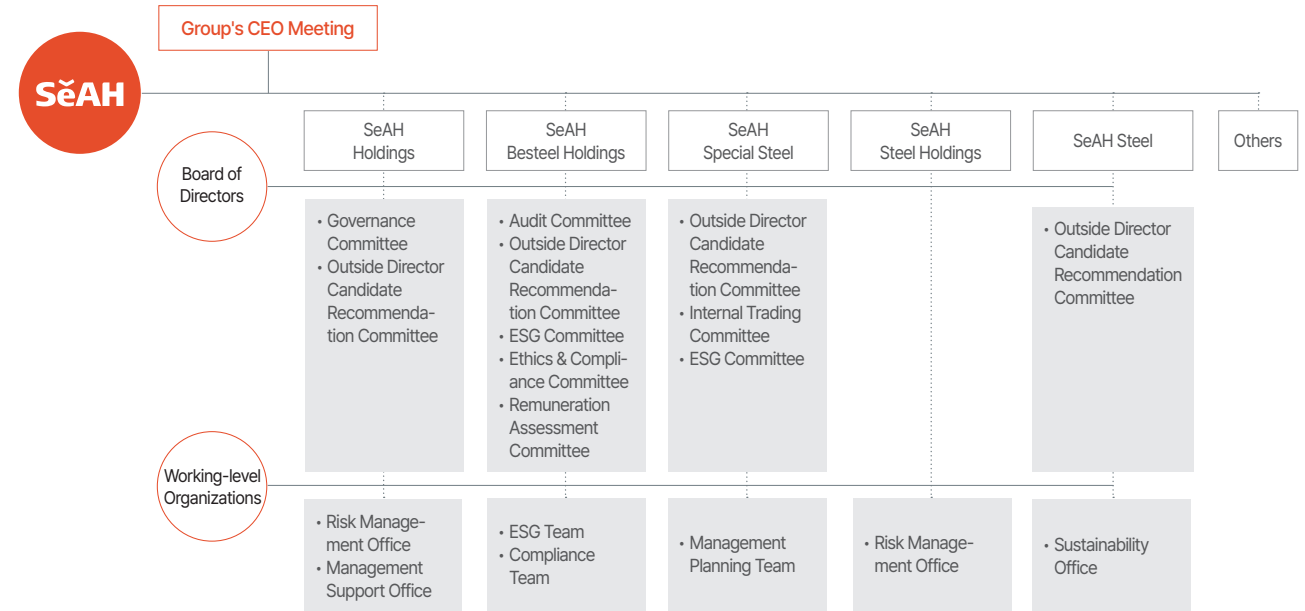 Group's CEO Meeting
SĕAH
SeAH
Holdings
SeAH
Besteel Holdings
SeAH
Special Steel
SeAH
Steel Holdings
SeAH Steel
Others
Board of
Directors
• Governance
Committee
• Outside Director
Candidate
Recommenda-
tion Committee
• Audit Committee
• Outside Director
Candidate
Recommenda-
tion Committee
• ESG Committee
• Ethics & Compli-
ance Committee
• Remuneration
Assessment
Committee
• Outside Director
Candidate
Recommenda-
tion Committee
• Internal Trading
Committee
• ESG Committee
• Outside Director
Candidate
Recommendation
Committee
Working-level
Organizations
• Risk Manage-
ment Office
• Management
Support Office
• ESG Team
• Compliance
Team
• Management
Planning Team
• Risk Manage-
ment Office
• Sustainability
Office